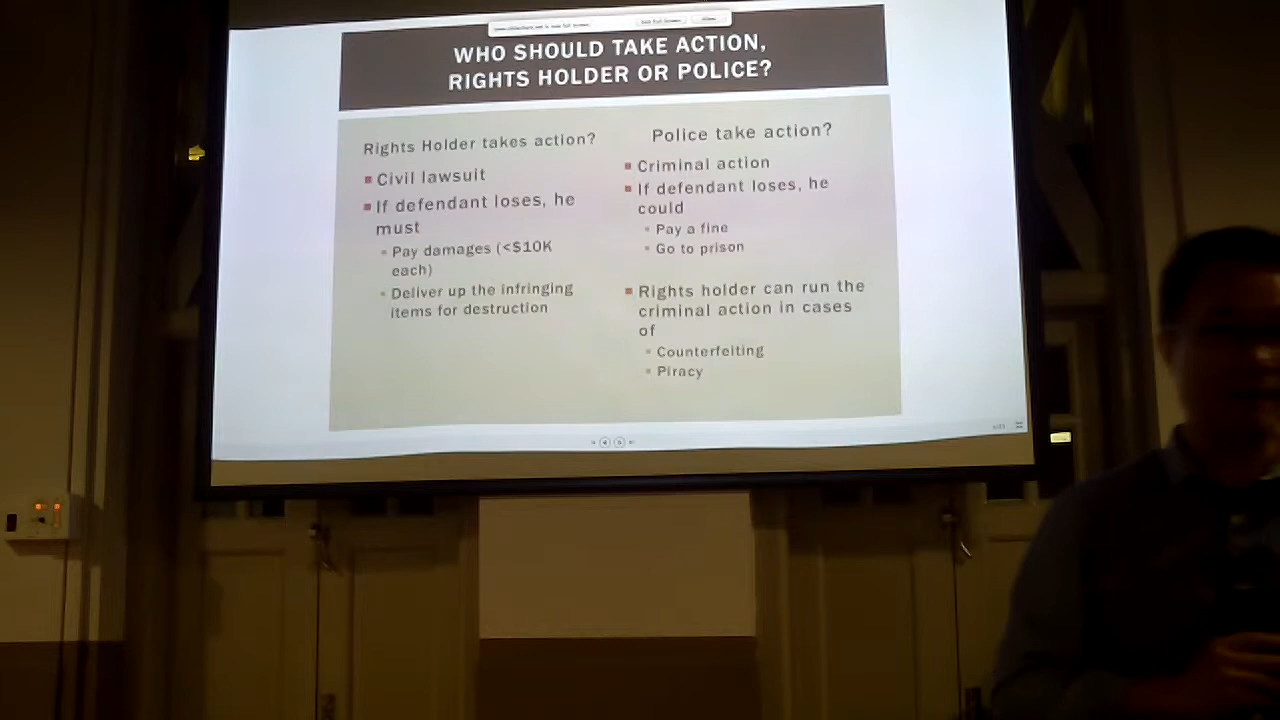 WHO SHOULD TAKE ACTION,
RIGHTS HOLDER OR POLICE?
Rights Holder takes action?
Civil lawsuit
If defendant loses, he
must
Pay damages (<$10K
each)
Deliver up the infringing
items for destruction
Police take action?
Criminal action
If defendant loses, he
could
Pay a fine
Go to prison
Rights holder can run the
criminal action in cases
of
Counterfeiting
Piracy